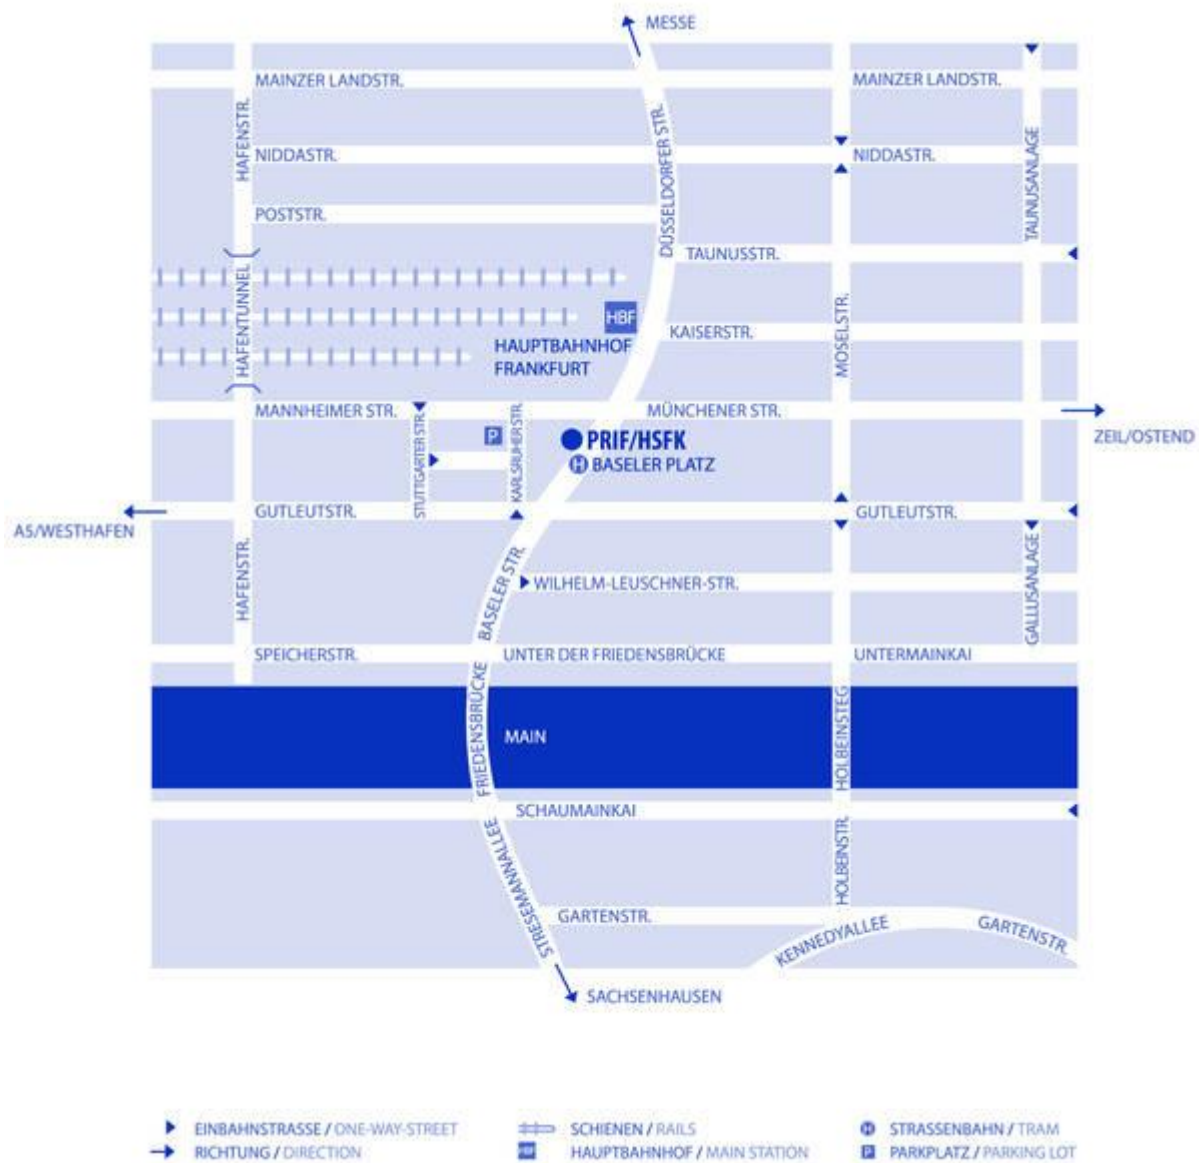 MESSE
MAINZER LANDSTR.
MAINZER LANDSTR.
HAFENSTR.
DÜSSELDORFER STR.
TAUNUSANLAGE
NIDDASTR.
NIDDASTR.
POSTSTR.
TAUNUSSTR.
HAFENTUNNEL
HBF
KAISERSTR.
MOSELSTR.
HAUPTBAHNHOF
FRANKFURT
MANNHEIMER STR.
MÜNCHENER STR.
ZEIL/OSTEND
STUTTGARTER STR.
P
KARLSRUHER STR.
PRIF/HSFK
H BASELER PLATZ
A5/WESTHAFEN
GUTLEUTSTR.
GUTLEUTSTR.
HAFENSTR.
BASELER STR.
WILHELM-LEUSCHNER-STR.
GALLUSANLAGE
SPEICHERSTR.
UNTER DER FRIEDENSBRÜCKE
UNTERMAINKAI
FRIEDENSBRÜCKE
MAIN
HOLBEINSTEG
SCHAUMAINKAI
STRESEMANNALLEE
HOLBEINSTR.
GARTENSTR.
KENNEDYALLEE
GARTENSTR.
SACHSENHAUSEN
EINBAHNSTRASSE / ONE-WAY-STREET
SCHIENEN / RAILS
H STRASSENBAHN / TRAM
RICHTUNG / DIRECTION
HBF HAUPTBAHNHOF / MAIN STATION
P PARKPLATZ / PARKING LOT